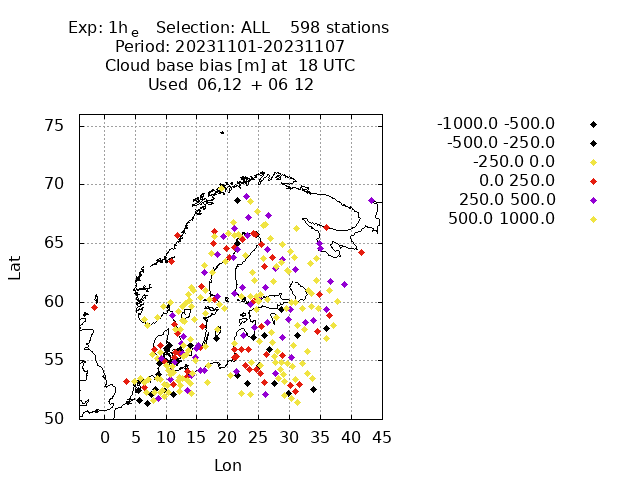 Exp: 1h e Selection: ALL 598 stations
Period: 20231101-20231107
Cloud base bias [m] at 18 UTC
Used 06,12 + 06 12
-1000.0 -500.0
-500.0 -250.0
-250.0 0.0
0.0 250.0
250.0 500.0
500.0 1000.0
Lat
75
70
65
60
55
50
0 5 10 15 20 25 30 35 40 45
Lon